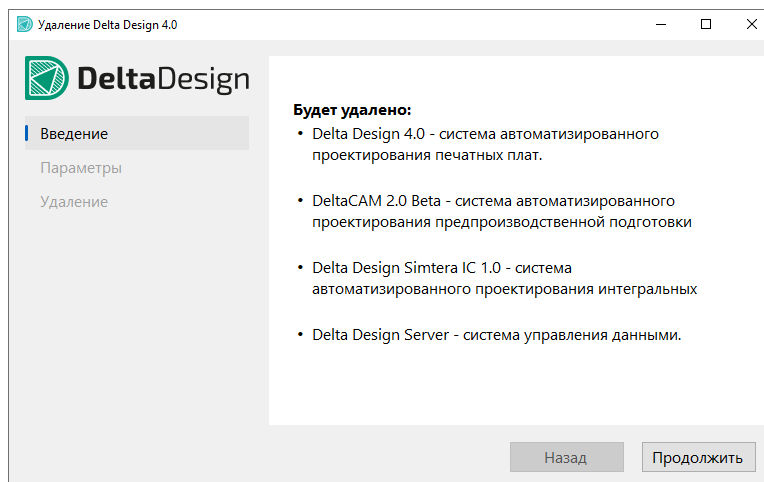 Удаление Delta Design 4.0
DeltaDesign
Введение
Параметры
Удаление
Будет удалено:
• Delta Design 4.0 - система автоматизированного
проектирования печатных плат.
• DeltaCAM 2.0 Beta - система автоматизированного
проектирования предпроизводственной подготовки
• Delta Design Simtera IC 1.0 - система
автоматизированного проектирования интегральных
• Delta Design Server - система управления данными.
Назад
Продолжить